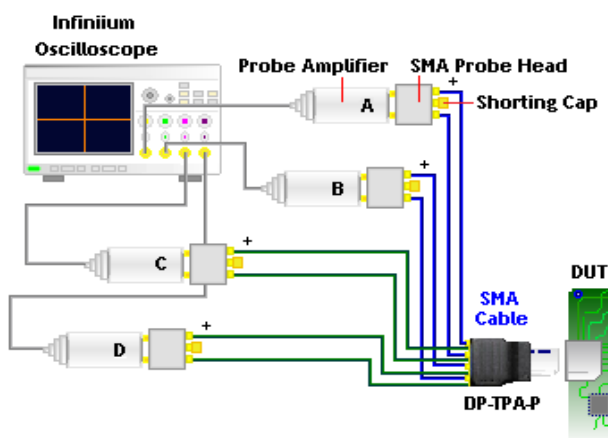 Infiniium
Oscilloscope
Probe Amplifier
SMA Probe Head
+
A
Shorting Cap
+
B
+
C
DUT
SMA
Cable
+
D
DP-TPA-P